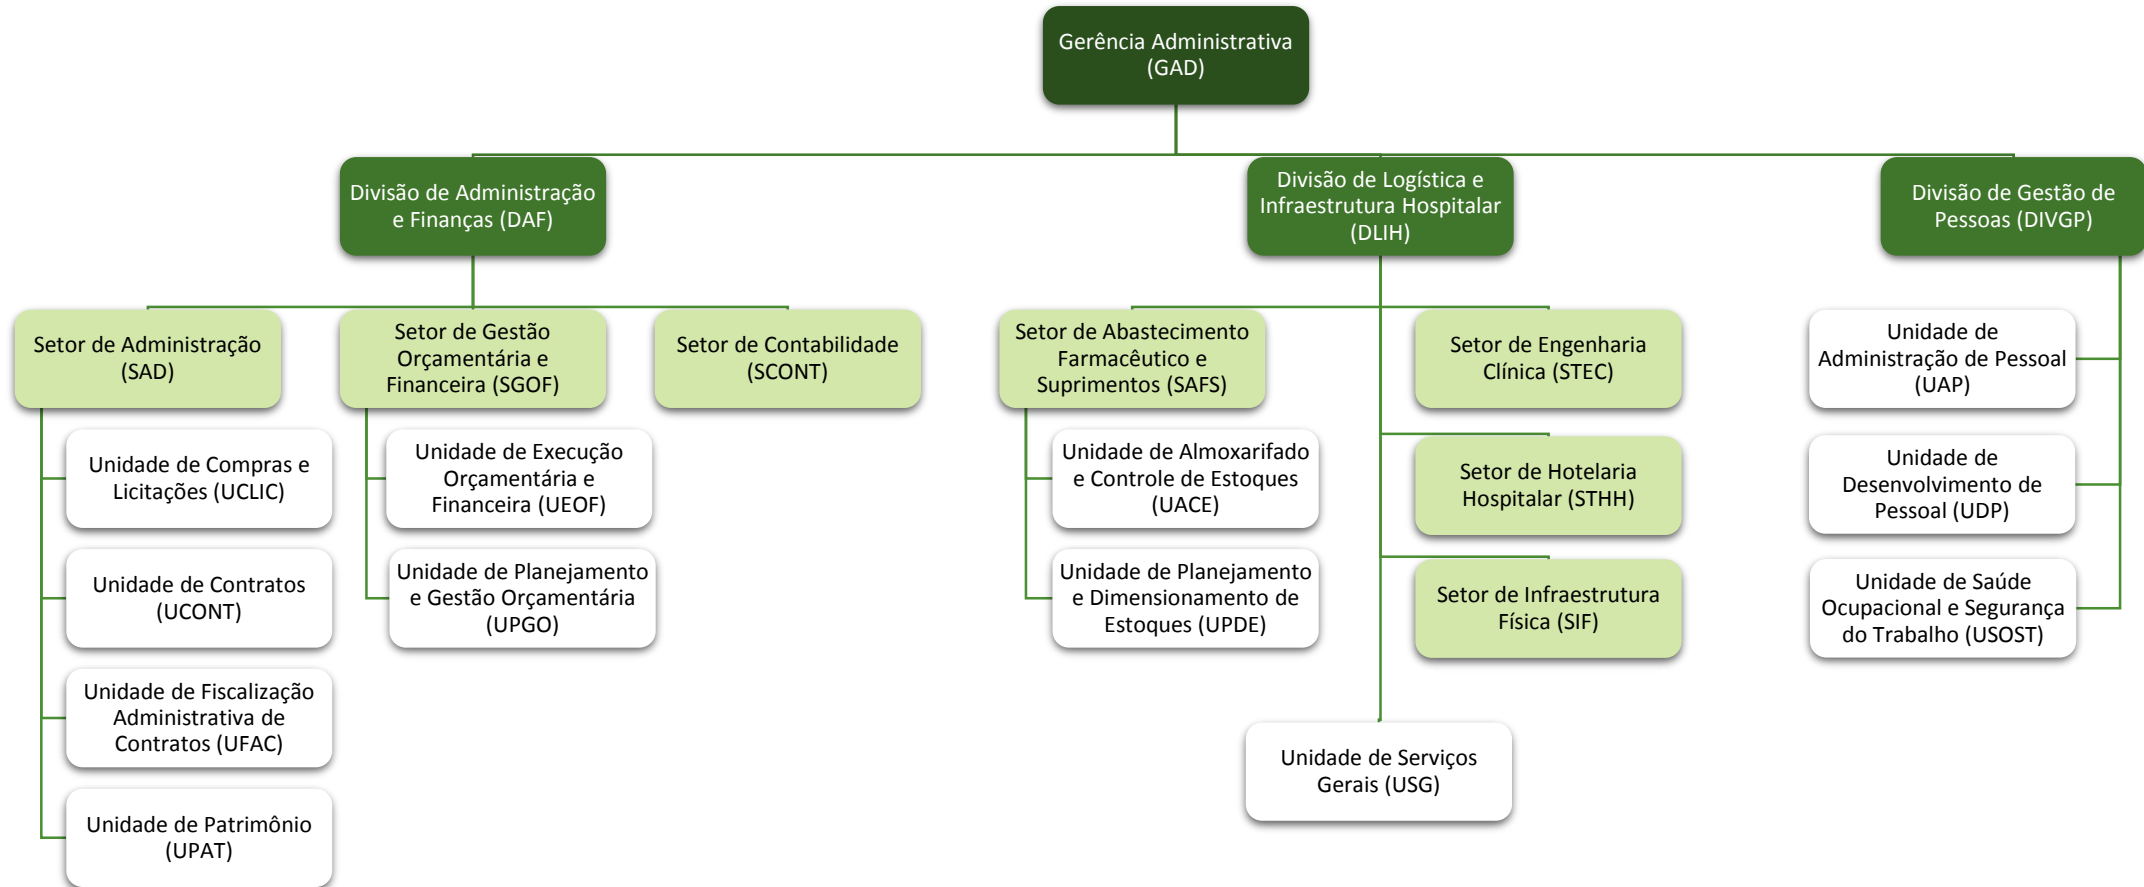 Gerência Administrativa
(GAD)
Divisão de Administração
e Finanças (DAF)
Divisão de Logística e
Infraestrutura Hospitalar
(DLIH)
Divisão de Gestão de
Pessoas (DIVGP)
Setor de Administração
(SAD)
Setor de Gestão
Orçamentária e
Financeira (SGOF)
Setor de Contabilidade
(SCONT)
Setor de Abastecimento
Farmacêutico e
Suprimentos (SAFS)
Setor de Engenharia
Clínica (STEC)
Unidade de
Administração de Pessoal
(UAP)
Unidade de Compras e
Licitações (UCLIC)
Unidade de Execução
Orçamentária e
Financeira (UEOF)
Unidade de Almoxarifado
e Controle de Estoques
(UACE)
Setor de Hotelaria
Hospitalar (STHH)
Unidade de
Desenvolvimento de
Pessoal (UDP)
Unidade de Contratos
(UCONT)
Unidade de Planejamento
e Gestão Orçamentária
(UPGO)
Unidade de Planejamento
e Dimensionamento de
Estoques (UPDE)
Setor de Infraestrutura
Física (SIF)
Unidade de Saúde
Ocupacional e Segurança
do Trabalho (USOST)
Unidade de Fiscalização
Administrativa de
Contratos (UFAC)
Unidade de Serviços
Gerais (USG)
Unidade de Patrimônio
(UPAT)